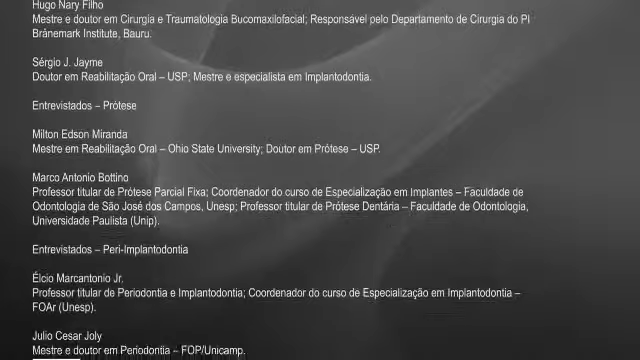 Hugo Nary Filho
Mestre e doutor em Cirurgia e Traumatologia Bucomaxilofacial; Responsável pelo Departamento de Cirurgia do PI
Brånemark Institute, Bauru.
Sérgio J. Jayme
Doutor em Reabilitação Oral – USP; Mestre e especialista em Implantodontia.
Entrevistados – Prótese
Milton Edson Miranda
Mestre em Reabilitação Oral – Ohio State University; Doutor em Prótese – USP.
Marco Antonio Bottino
Professor titular de Prótese Parcial Fixa; Coordenador do curso de Especialização em Implantes – Faculdade de
Odontologia de São José dos Campos, Unesp; Professor titular de Prótese Dentária – Faculdade de Odontologia,
Universidade Paulista (Unip).
Entrevistados – Peri-Implantodontia
Élcio Marcantonio Jr.
Professor titular de Periodontia e Implantodontia; Coordenador do curso de Especialização em Implantodontia –
FOAr (Unesp).
Julio Cesar Joly
Mestre e doutor em Periodontia – FOP/Unicamp.